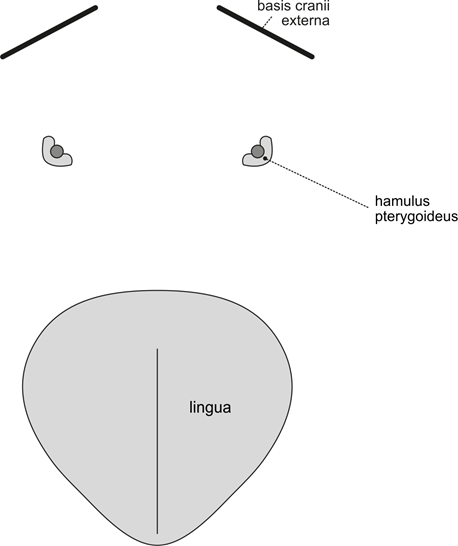 basis cranii
externa
hamulus
pterygoideus
lingua